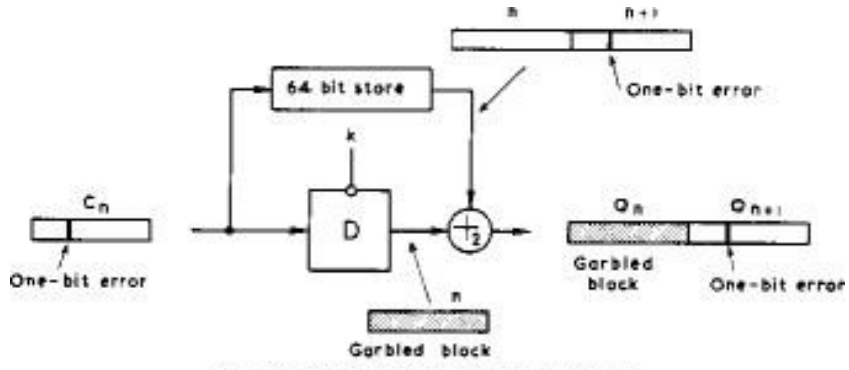 n n+1
64 bit store
One-bit error
k
Cn
D
+2
Qn Qn+1
One-bit error
Garbled
block
One-bit error
n
Garbled block